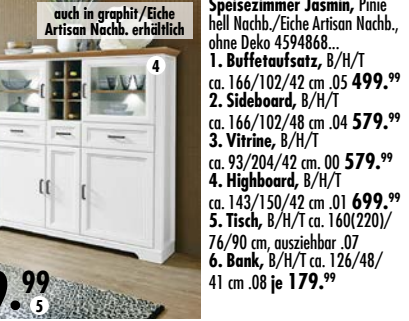 auch in graphit/Eiche
Artisan Nachb. erhältlich
4
99
5
Speisezimmer Jasmin, Pinie
hell Nachb./Eiche Artisan Nachb.,
ohne Deko 4594868...
1. Buffetaufsatz, B/H/T
ca. 166/102/42 cm .05 499.99
2. Sideboard, B/H/T
ca. 166/102/48 cm .04 579.99
3. Vitrine, B/H/T
ca. 93/204/42 cm. 00 579.99
4. Highboard, B/H/T
ca. 143/150/42 cm .01 699.99
5. Tisch, B/H/T ca. 160(220)/
76/90 cm, ausziehbar .07
6. Bank, B/H/T ca. 126/48/
41 cm .08 je 179.99